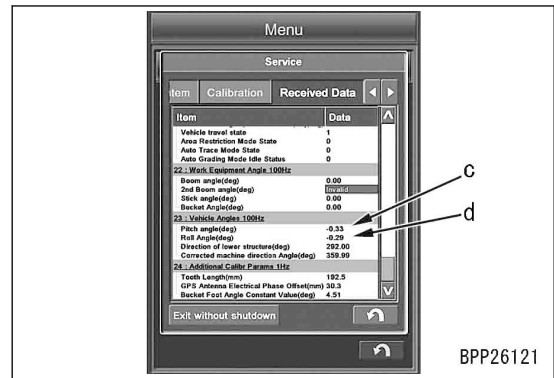 Menu
Service
tem Calibration Received Data
Item Data
Vehicle travel state 1
Area Restriction Mode State 0
Auto Trace Mode State 0
Auto Grading Mode Idle Status 0
22 : Work Equipment Angle 100Hz
Boom angle(deg) 0.00
2nd Boom angle(deg) Invalid
Stick angle(deg) 0.00
Bucket Angle(deg) 0.00
23 : Vehicle Angles 100Hz
Pitch angle(deg) -0.33
Roll Angle(deg) -0.29
Direction of lower structure(deg) 292.00
Corrected machine direction Angle(deg) 359.99
24 : Additional Calibr Params 1Hz
Tooth Length(mm) 192.5
GPS Antenna Electrical Phase Offset(mm) 30.3
Bucket Foot Angle Constant Value(deg) 4.51
Exit without shutdown
c
d
BPP26121